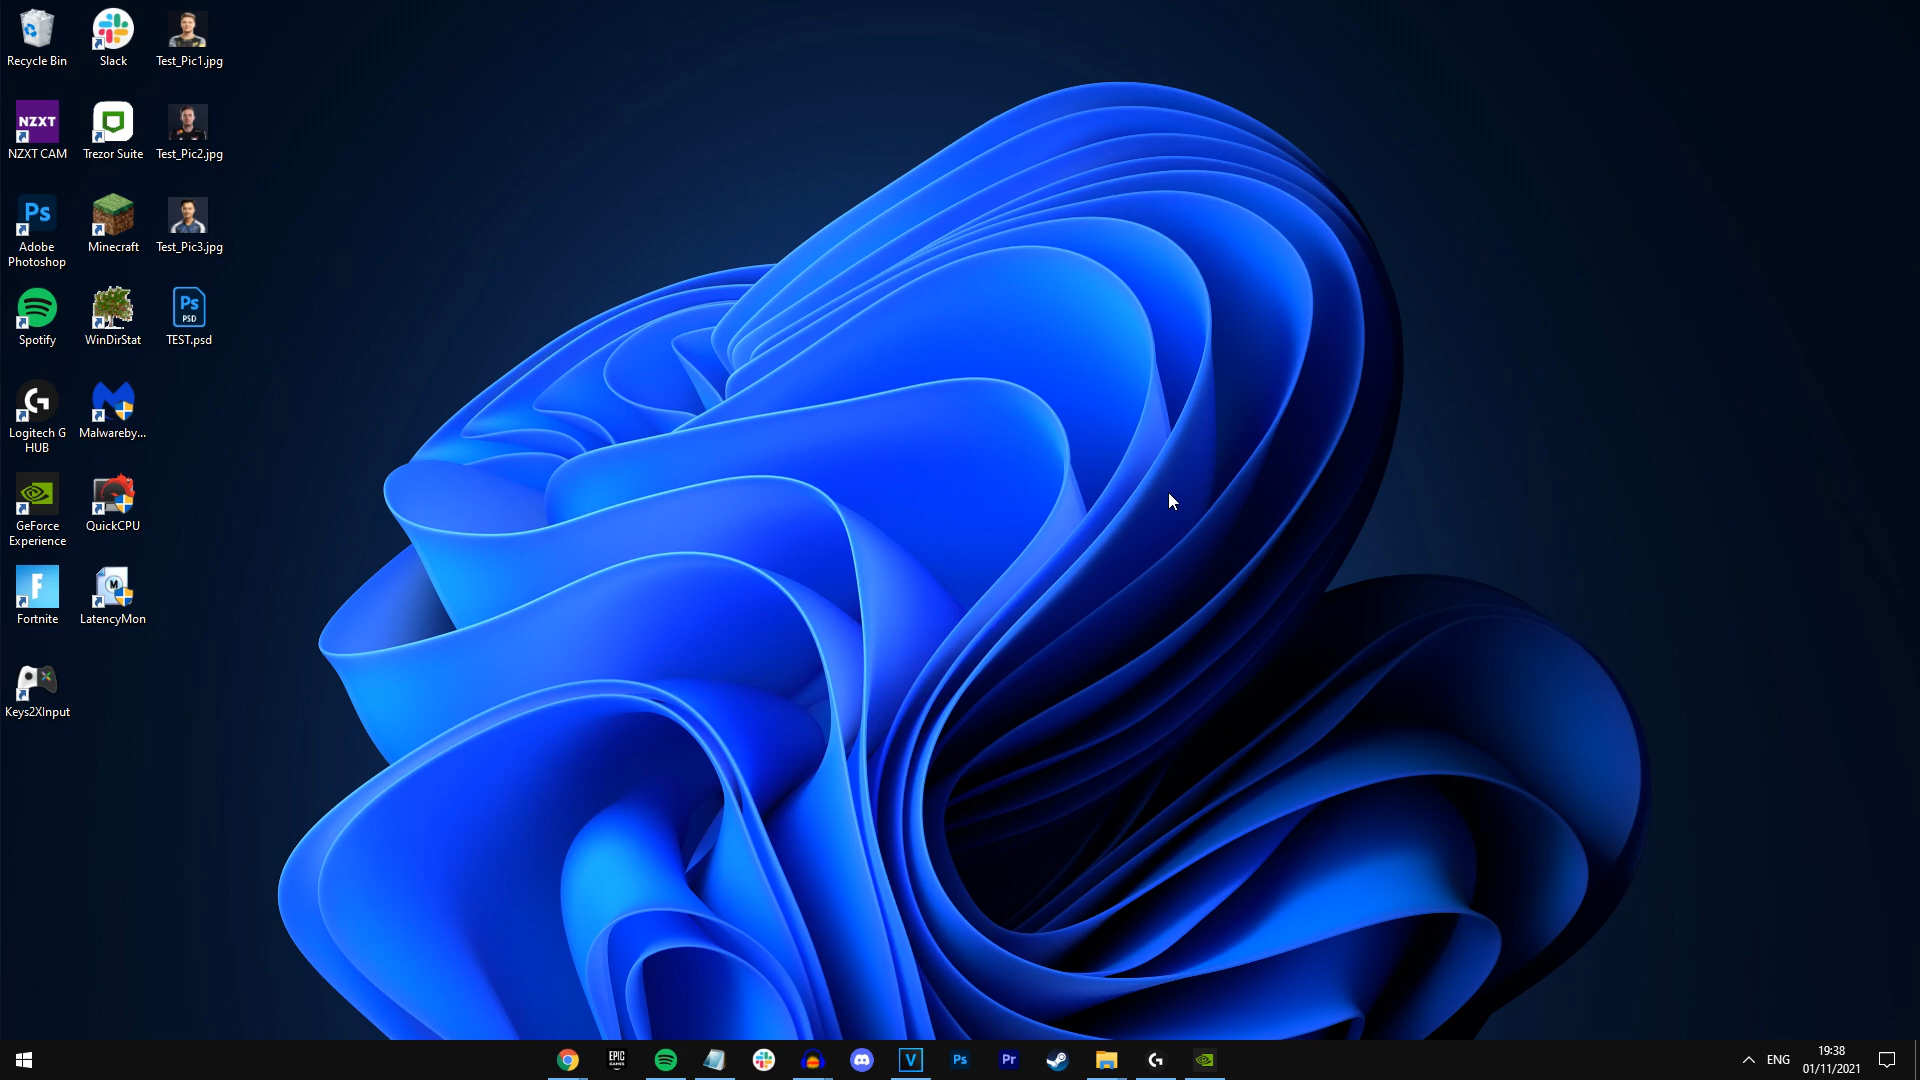 Recycle Bin
Slack
Test_Pic1.jpg
NZXT
NZXT CAM
Trezor Suite
Test_Pic2.jpg
Ps
Adobe
Photoshop
Minecraft
Test_Pic3.jpg
Spotify
WinDirStat
Ps
PSD
TEST.psd
Logitech G
HUB
Malwareby...
GeForce
Experience
QuickCPU
F
Fortnite
M
LatencyMon
Keys2XInput
EPIC
GAMES
V
Ps
Pr
ENG
19:38
01/11/2021